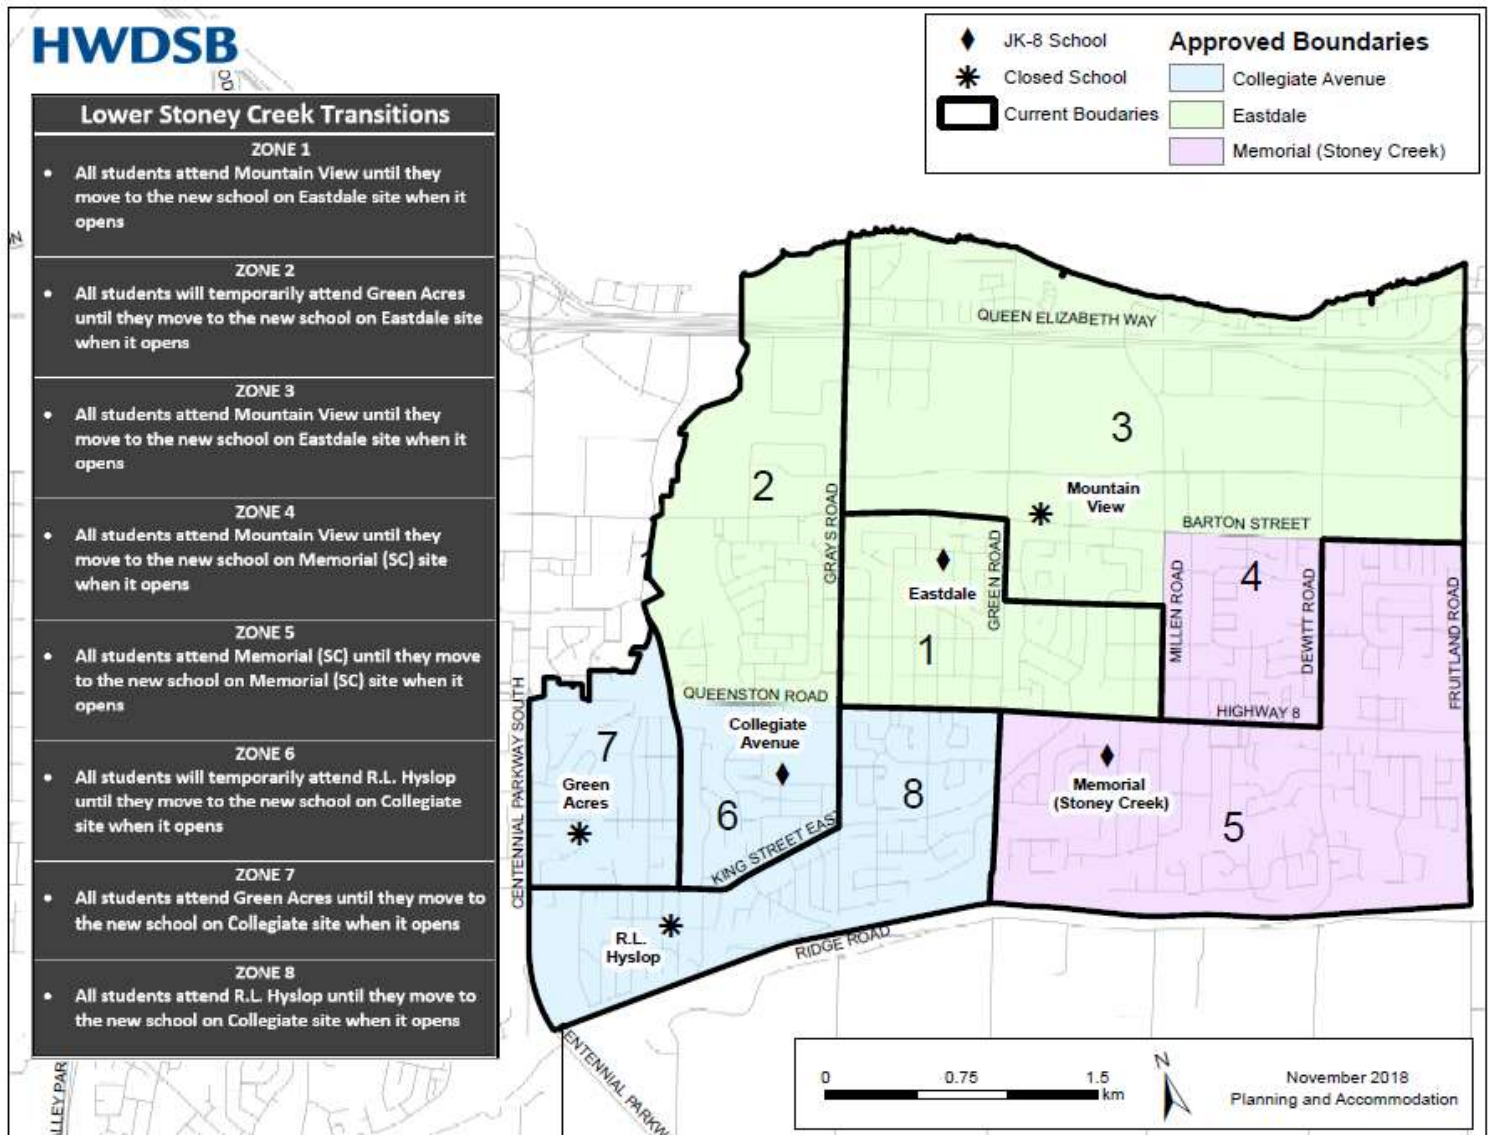 HWDSB
Lower Stoney Creek Transitions
ZONE 1
• All students attend Mountain View until they
move to the new school on Eastdale site when it
opens
ZONE 2
• All students will temporarily attend Green Acres
until they move to the new school on Eastdale site
when it opens
ZONE 3
• All students attend Mountain View until they
move to the new school on Eastdale site when it
opens
ZONE 4
• All students attend Mountain View until they
move to the new school on Memorial (SC) site
when it opens
ZONE 5
• All students attend Memorial (SC) until they move
to the new school on Memorial (SC) site when it
opens
ZONE 6
• All students will temporarily attend R.L. Hyslop
until they move to the new school on Collegiate
site when it opens
ZONE 7
• All students attend Green Acres until they move to
the new school on Collegiate site when it opens
ZONE 8
• All students attend R.L. Hyslop until they move to
the new school on Collegiate site when it opens
JK-8 School
Closed School
Current Boudaries
Approved Boundaries
Collegiate Avenue
Eastdale
Memorial (Stoney Creek)
QUEEN ELIZABETH WAY
3
2
Mountain
View
GRAYS ROAD
BARTON STREET
Eastdale
GREEN ROAD
1
MILLEN ROAD
4
DEWITT ROAD
FRUITLAND ROAD
QUEENSTON ROAD
HIGHWAY 8
CENTENNIAL PARKWAY SOUTH
7
Green
Acres
Collegiate
Avenue
6
KING STREET EAST
8
Memorial
(Stoney Creek)
5
R.L.
Hyslop
RIDGE ROAD
ENTENNIAL PARKW
ALLEY PAR
0 0.75 1.5
km
N
November 2018
Planning and Accommodation